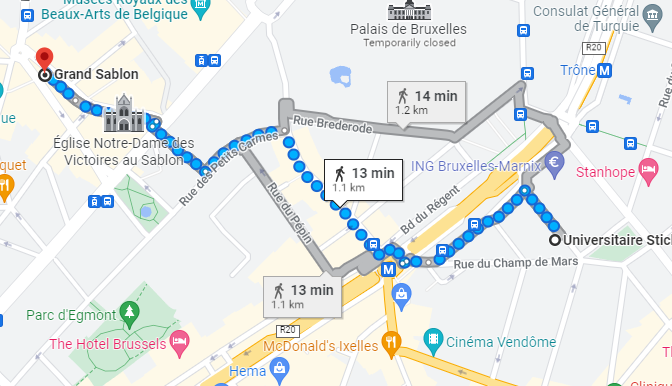 Musées Royaux des
Beaux-Arts de Belgique
Palais de Bruxelles
Temporarily closed
Consulat Général
de Turquie
R20
Trône M
Grand Sablon
14 min
1.2 km
Rue Brederode
Église Notre-Dame des
Victoires au Sablon
Rue des Petits Carmes
13 min
1.1 km
ING Bruxelles-Marnix
Stanhope
Rue du Pépin
Bd du Régent
Universitaire Stic
Rue du Champ de Mars
M
13 min
1.1 km
Parc d'Egmont
R20
The Hotel Brussels
McDonald's Ixelles
Cinéma Vendôme
Hema